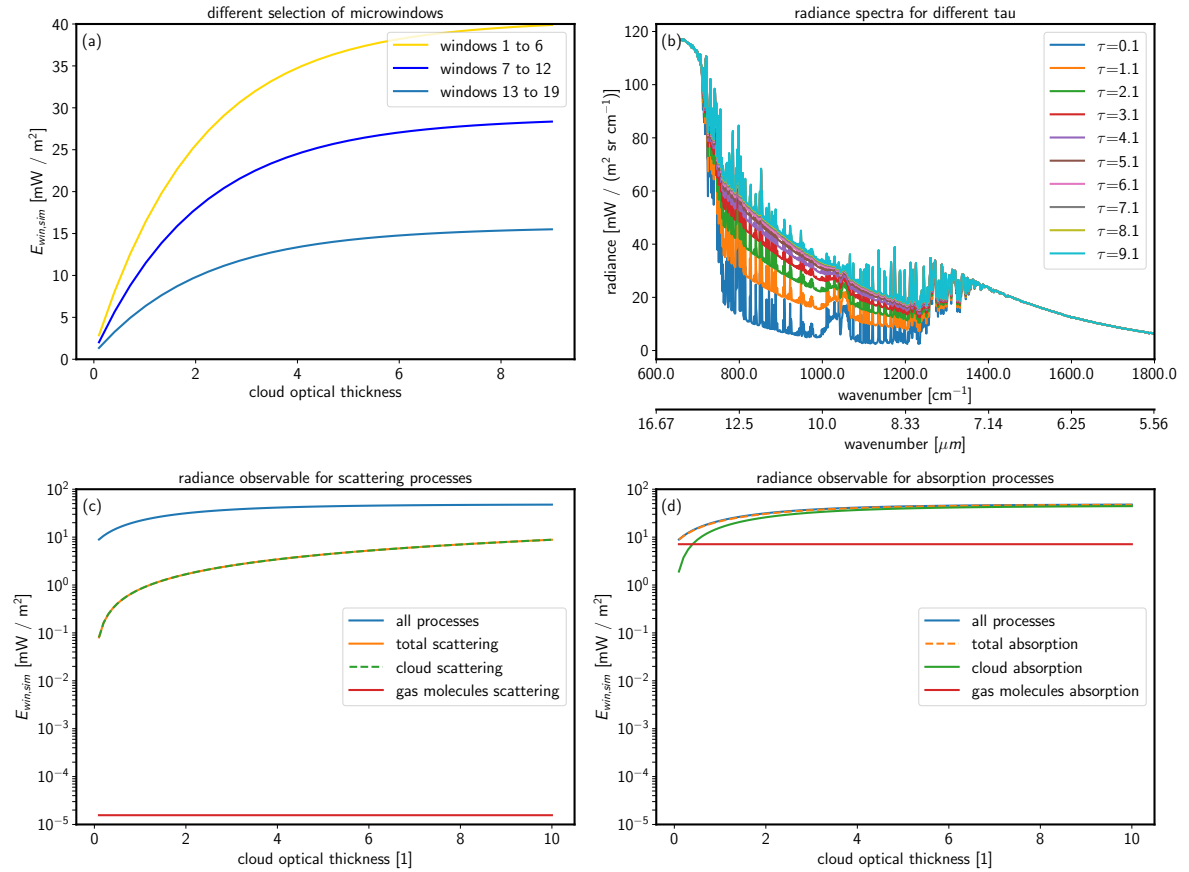 different selection of microwindows
(a)
40
35
30
25
20
15
10
5
0
E_win,sim [mW / m²]
windows 1 to 6
windows 7 to 12
windows 13 to 19
0 2 4 6 8
cloud optical thickness
radiance spectra for different tau
(b)
120
100
80
60
40
20
0
radiance [mW / (m² sr cm⁻¹)]
τ=0.1
τ=1.1
τ=2.1
τ=3.1
τ=4.1
τ=5.1
τ=6.1
τ=7.1
τ=8.1
τ=9.1
600.0 800.0 1000.0 1200.0 1400.0 1600.0 1800.0
wavenumber [cm⁻¹]
16.67 12.5 10.0 8.33 7.14 6.25 5.56
wavenumber [μm]
radiance observable for scattering processes
(c)
10²
10¹
10⁰
10⁻¹
10⁻²
10⁻³
10⁻⁴
10⁻⁵
E_win,sim [mW / m²]
all processes
total scattering
cloud scattering
gas molecules scattering
0 2 4 6 8 10
cloud optical thickness [1]
radiance observable for absorption processes
(d)
10²
10¹
10⁰
10⁻¹
10⁻²
10⁻³
10⁻⁴
10⁻⁵
E_win,sim [mW / m²]
all processes
total absorption
cloud absorption
gas molecules absorption
0 2 4 6 8 10
cloud optical thickness [1]